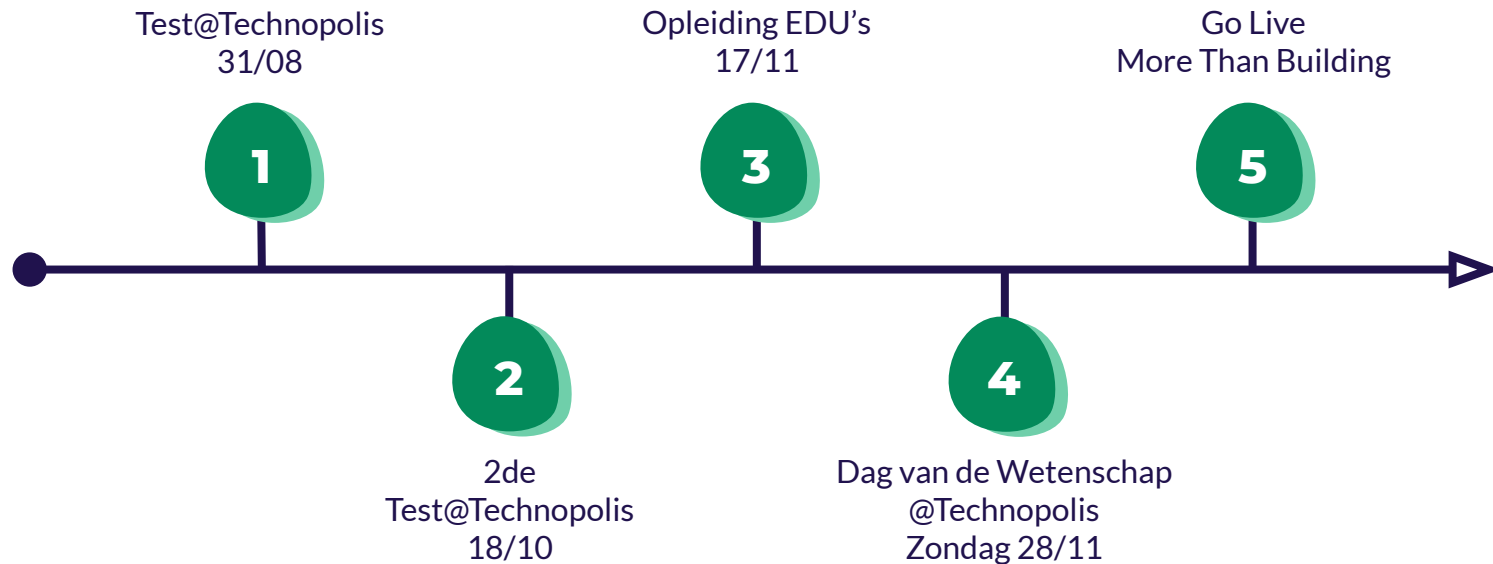 Test@Technopolis
31/08
1
2
2de
Test@Technopolis
18/10
Opleiding EDU’s
17/11
3
4
Dag van de Wetenschap
@Technopolis
Zondag 28/11
Go Live
More Than Building
5